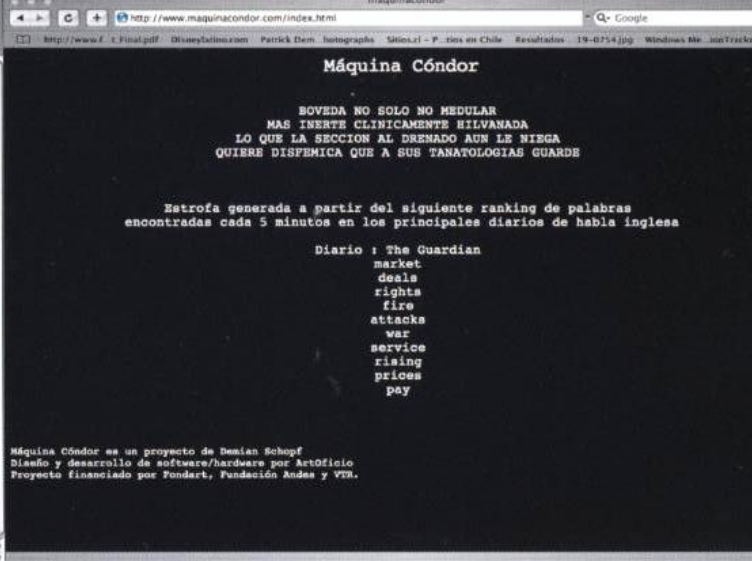 maquinacondor
http://www.maquinacondor.com/index.html
Google
Disneylatino.com
Resultados
19-0754.jpg
Máquina Cóndor
BOVEDA NO SOLO NO MEDULAR
MAS INERTE CLINICAMENTE HILVANADA
LO QUE LA SECCION AL DRENADO AUN LE NIEGA
QUIERE DISFEMICA QUE A SUS TANATOLOGIAS GUARDE
Estrofa generada a partir del siguiente ranking de palabras
encontradas cada 5 minutos en los principales diarios de habla inglesa
Diario : The Guardian
market
deals
rights
fire
attacks
war
service
rising
prices
pay
Máquina Cóndor es un proyecto de Demian Schopf
Diseño y desarrollo de software/hardware por ArtOficio
Proyecto financiado por Fondart, Fundación Andes y VTR.